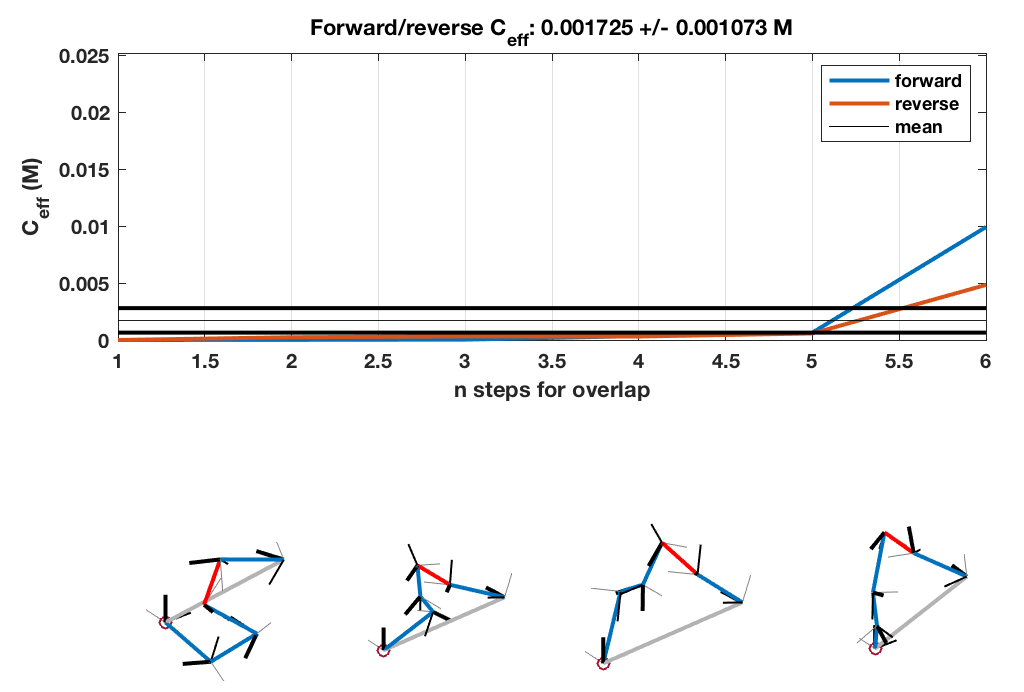 Forward/reverse Ceff: 0.001725 +/- 0.001073 M
0.025
0.02
0.015
0.01
0.005
0
Ceff (M)
forward
reverse
mean
1 1.5 2 2.5 3 3.5 4 4.5 5 5.5 6
n steps for overlap